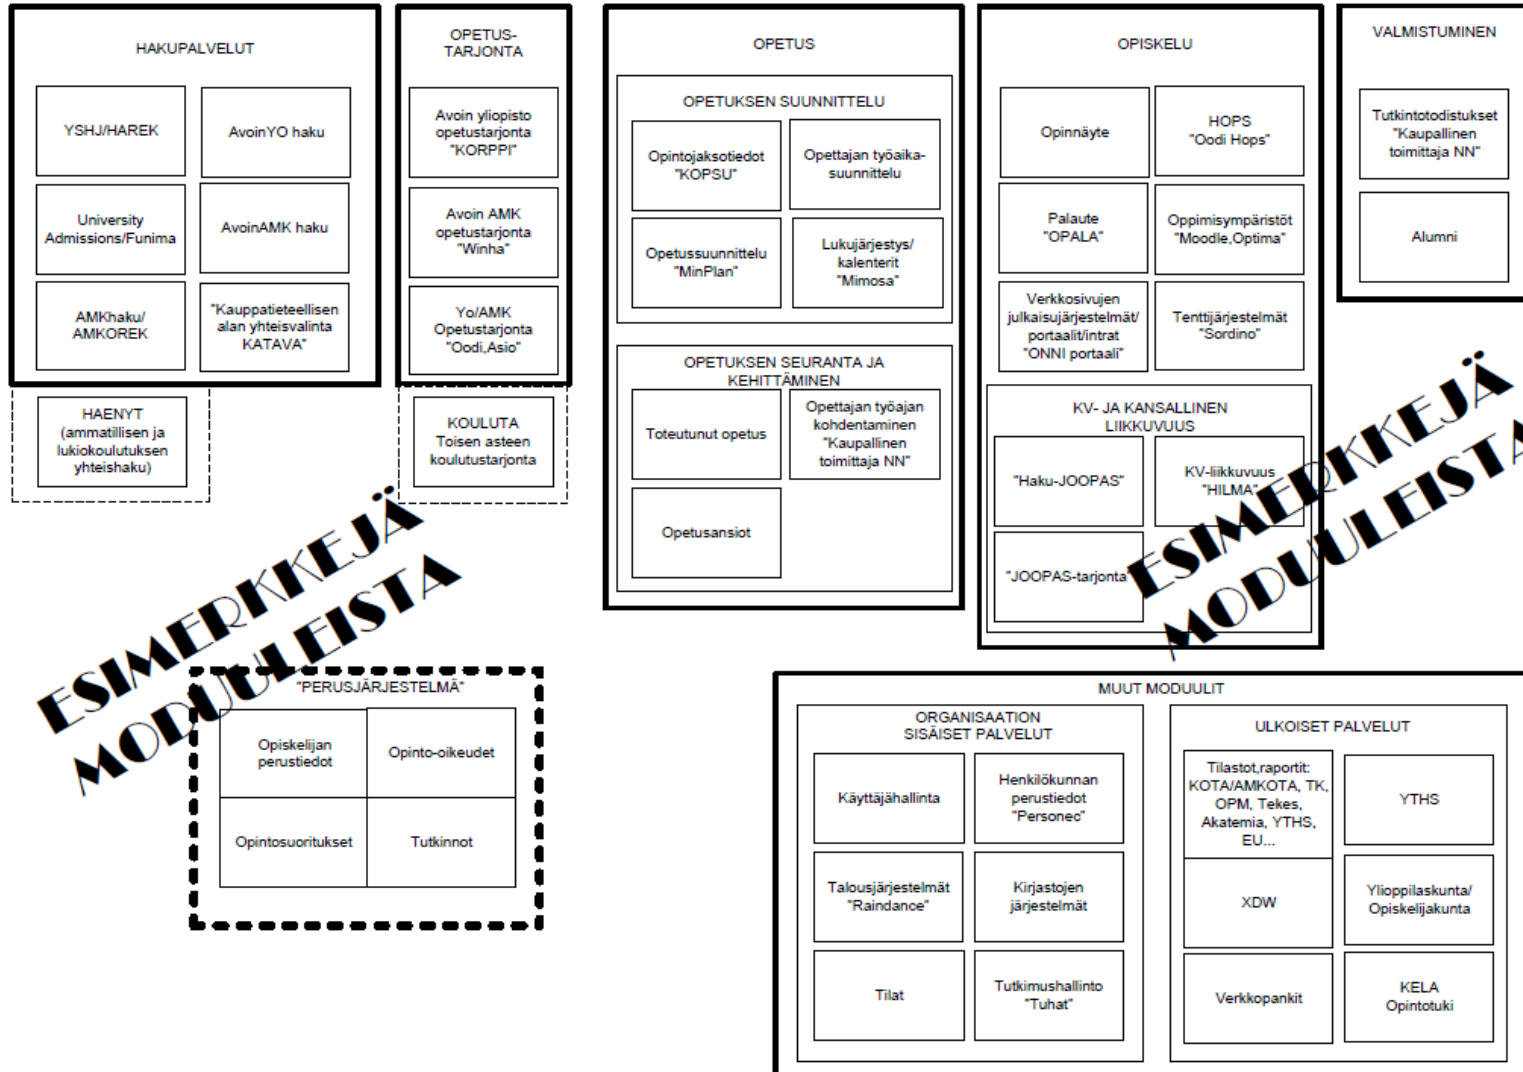 HAKUPALVELUT
YSHJ/HAREK
AvoinYO haku
University
Admissions/Funima
AvoinAMK haku
AMKhaku/
AMKOREK
"Kauppatieteellisen
alan yhteisvalinta
KATAVA"
HAENYT
(ammatillisen ja
lukiokoulutuksen
yhteishaku)
OPETUS-
TARJONTA
Avoin yliopisto
opetustarjonta
"KORPPI"
Avoin AMK
opetustarjonta
"Winha"
Yo/AMK
Opetustarjonta
"Oodi,Asio"
KOULUTA
Toisen asteen
koulutustarjonta
OPETUS
OPETUKSEN SUUNNITTELU
Opintojaksotiedot
"KOPSU"
Opettajan työaika-
suunnittelu
Opetussuunnittelu
"MinPlan"
Lukujärjestys/
kalenterit
"Mimosa"
OPETUKSEN SEURANTA JA
KEHITTÄMINEN
Toteutunut opetus
Opettajan työajan
kohdentaminen
"Kaupallinen
toimittaja NN"
Opetusansiot
OPISKELU
Opinnäyte
HOPS
"Oodi Hops"
Palaute
"OPALA"
Oppimisympäristöt
"Moodle,Optima"
Verkkosivujen
julkaisujärjestelmät/
portaalit/intrat
"ONNI portaali"
Tenttijärjestelmät
"Sordino"
KV- JA KANSALLINEN
LIIKKUVUUS
"Haku-JOOPAS"
KV-liikkuvuus
"HILMA"
"JOOPAS-tarjonta"
VALMISTUMINEN
Tutkintotodistukset
"Kaupallinen
toimittaja NN"
Alumni
ESIMERKKEJÄ
MODUULEISTA
ESIMERKKEJÄ
MODUULEISTA
"PERUSJÄRJESTELMÄ"
Opiskelijan
perustiedot
Opinto-oikeudet
Opintosuoritukset
Tutkinnot
MUUT MODUULIT
ORGANISAATION
SISÄISET PALVELUT
Käyttäjähallinta
Henkilökunnan
perustiedot
"Personec"
Talousjärjestelmät
"Raindance"
Kirjastojen
järjestelmät
Tilat
Tutkimushallinto
"Tuhat"
ULKOISET PALVELUT
Tilastot,raportit:
KOTA/AMKOTA, TK,
OPM, Tekes,
Akatemia, YTHS,
EU...
YTHS
XDW
Ylioppilaskunta/
Opiskelijakunta
Verkkopankit
KELA
Opintotuki